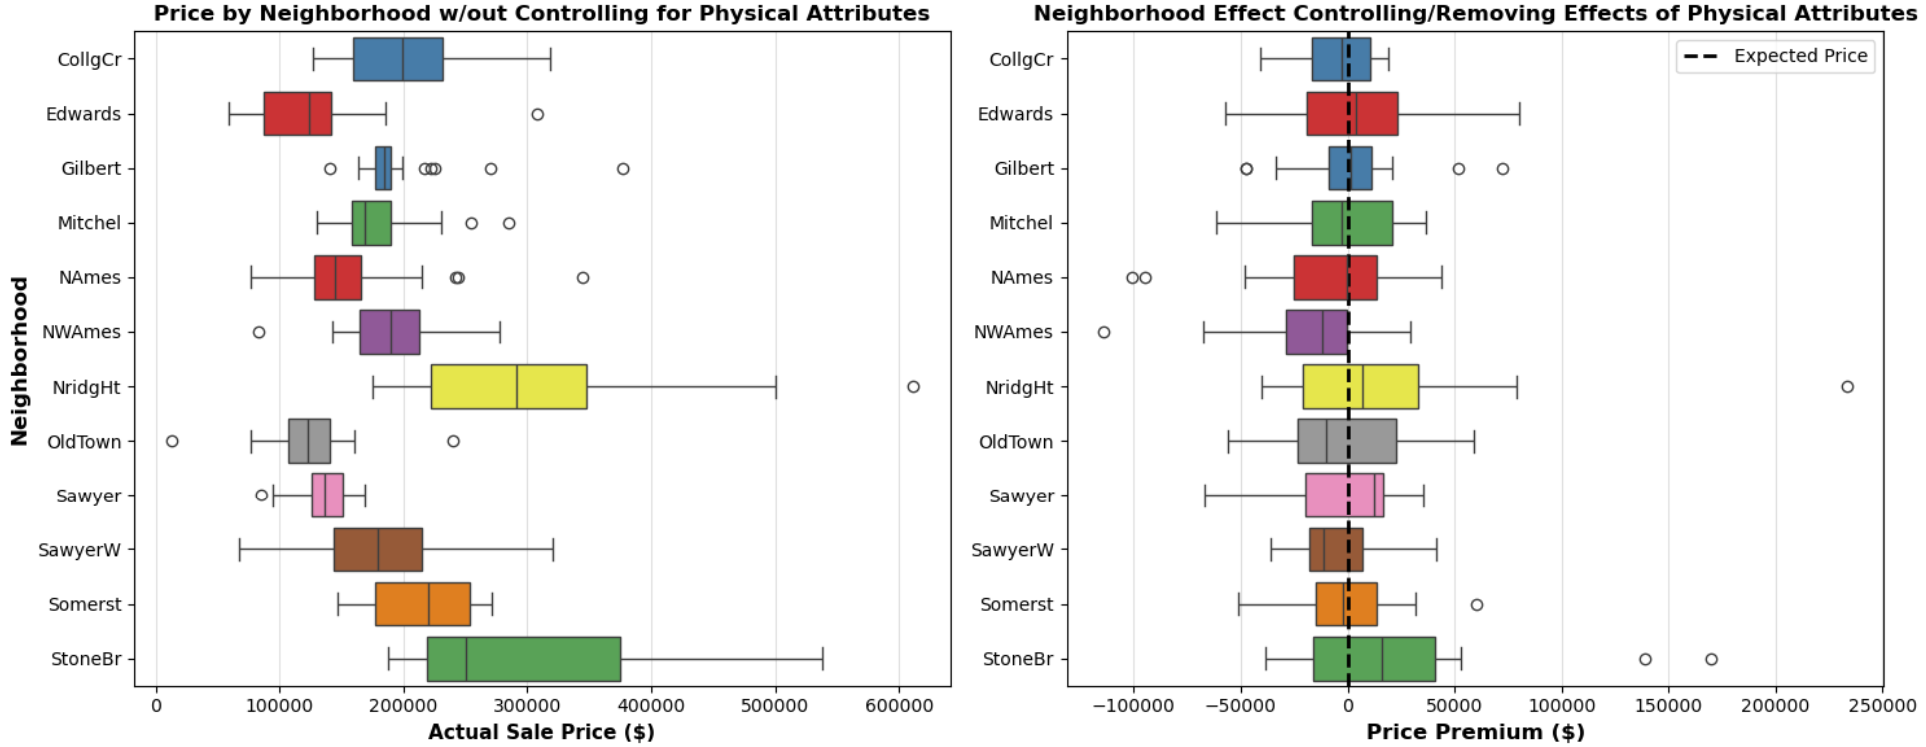 Price by Neighborhood w/out Controlling for Physical Attributes
Neighborhood
CollgCr
Edwards
Gilbert
Mitchel
NAmes
NWAmes
NridgHt
OldTown
Sawyer
SawyerW
Somerst
StoneBr
0 100000 200000 300000 400000 500000 600000
Actual Sale Price ($)
Neighborhood Effect Controlling/Removing Effects of Physical Attributes
Expected Price
CollgCr
Edwards
Gilbert
Mitchel
NAmes
NWAmes
NridgHt
OldTown
Sawyer
SawyerW
Somerst
StoneBr
−100000 −50000 0 50000 100000 150000 200000 250000
Price Premium ($)